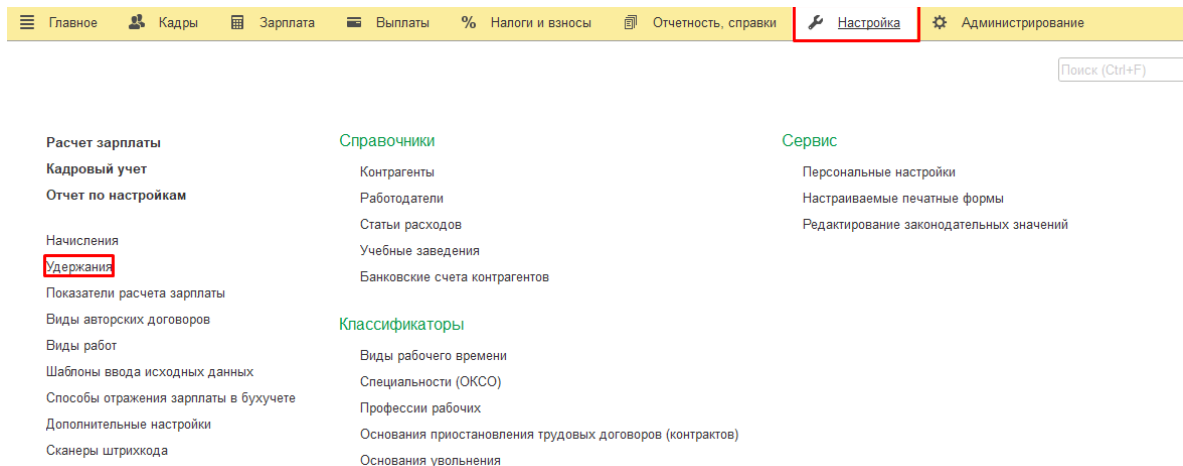 Главное Кадры Зарплата Выплаты % Налоги и взносы Отчетность, справки Настройка Администрирование
Поиск (Ctrl+F)
Расчет зарплаты
Кадровый учет
Отчет по настройкам
Начисления
Удержания
Показатели расчета зарплаты
Виды авторских договоров
Виды работ
Шаблоны ввода исходных данных
Способы отражения зарплаты в бухучете
Дополнительные настройки
Сканеры штрихкода
Справочники
Контрагенты
Работодатели
Статьи расходов
Учебные заведения
Банковские счета контрагентов
Классификаторы
Виды рабочего времени
Специальности (ОКСО)
Профессии рабочих
Основания приостановления трудовых договоров (контрактов)
Основания увольнения
Сервис
Персональные настройки
Настраиваемые печатные формы
Редактирование законодательных значений